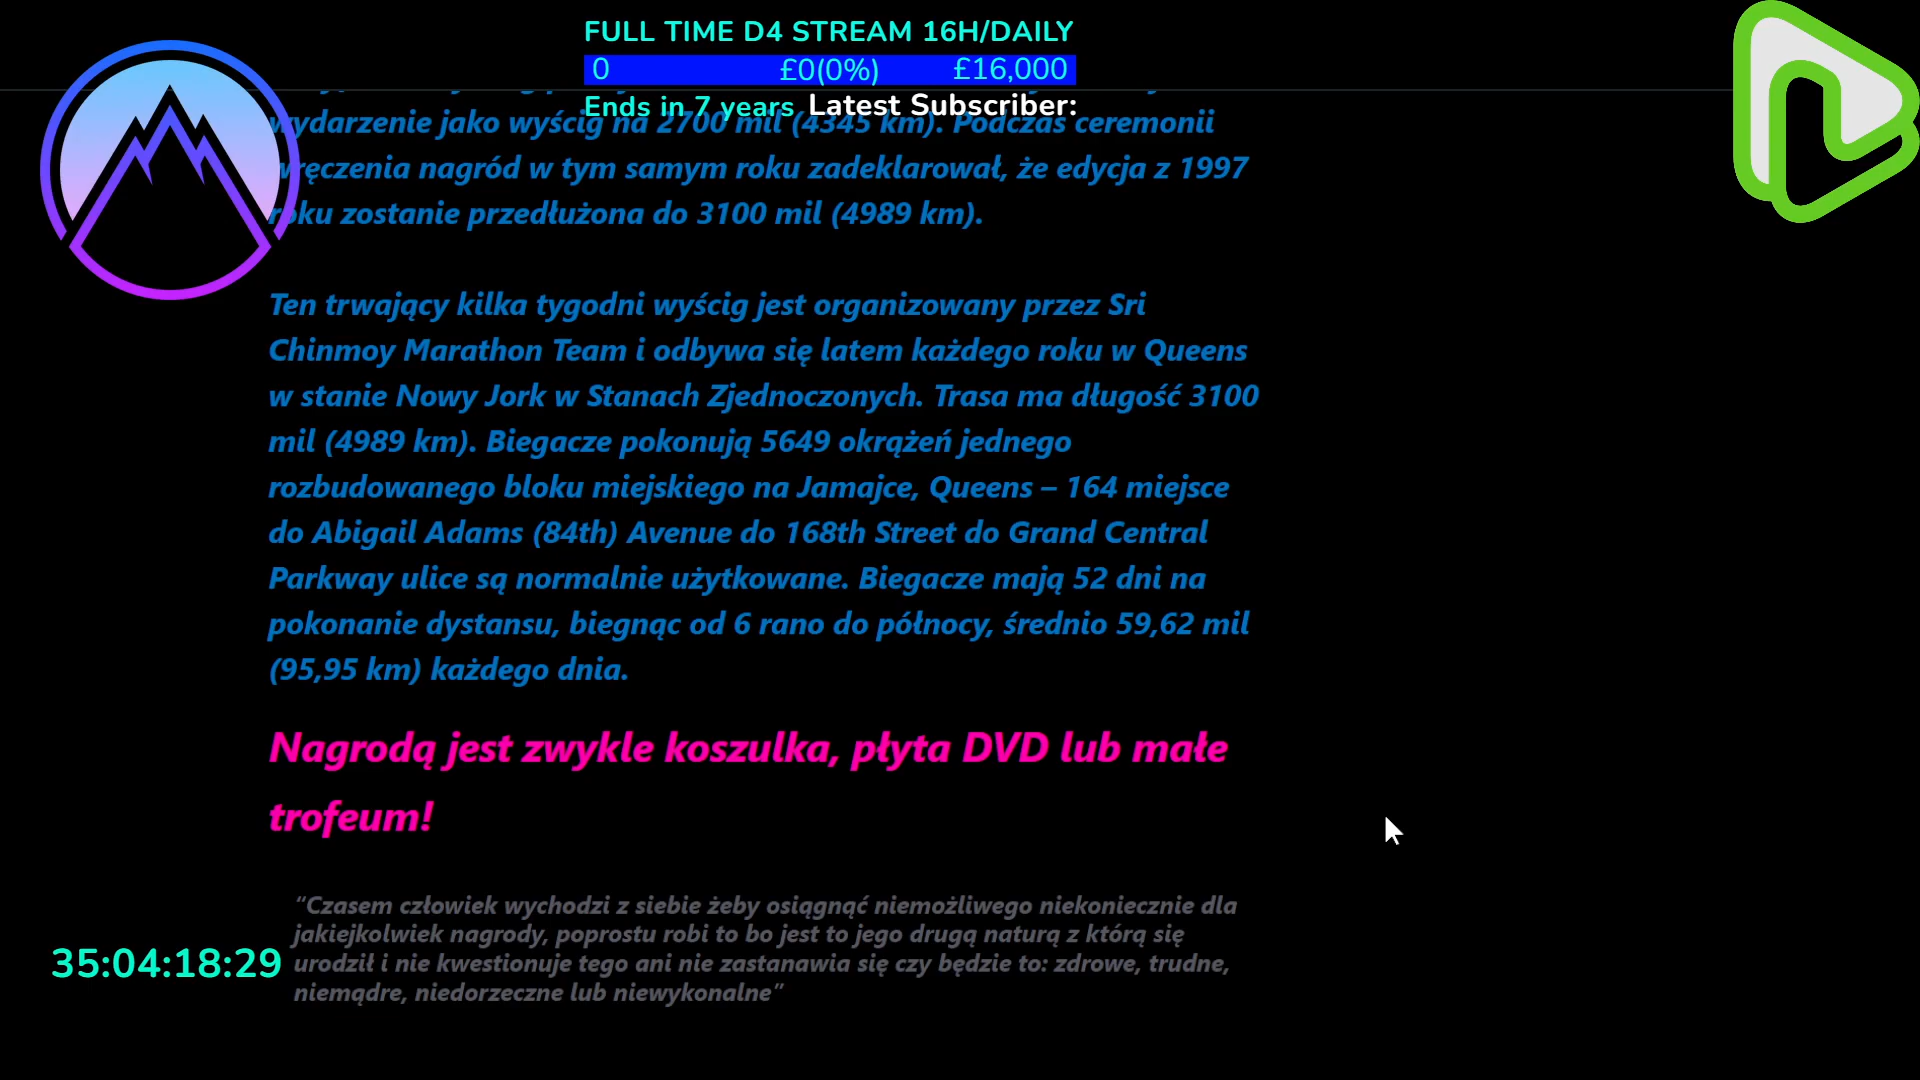 FULL TIME D4 STREAM 16H/DAILY
0 £0(0%) £16,000
Ends in 7 years Latest Subscriber:
wydarzenie jako wyścig na 2700 mil (4345 km). Podczas ceremonii
wręczenia nagród w tym samym roku zadeklarował, że edycja z 1997
roku zostanie przedłużona do 3100 mil (4989 km).
Ten trwający kilka tygodni wyścig jest organizowany przez Sri
Chinmoy Marathon Team i odbywa się latem każdego roku w Queens
w stanie Nowy Jork w Stanach Zjednoczonych. Trasa ma długość 3100
mil (4989 km). Biegacze pokonują 5649 okrążeń jednego
rozbudowanego bloku miejskiego na Jamajce, Queens – 164 miejsce
do Abigail Adams (84th) Avenue do 168th Street do Grand Central
Parkway ulice są normalnie użytkowane. Biegacze mają 52 dni na
pokonanie dystansu, biegnąc od 6 rano do północy, średnio 59,62 mil
(95,95 km) każdego dnia.
Nagrodą jest zwykle koszulka, płyta DVD lub małe
trofeum!
“Czasem człowiek wychodzi z siebie żeby osiągnąć niemożliwego niekoniecznie dla
jakiejkolwiek nagrody, poprostu robi to bo jest to jego drugą naturą z którą się
urodził i nie kwestionuje tego ani nie zastanawia się czy będzie to: zdrowe, trudne,
niemądre, niedorzeczne lub niewykonalne”
35:04:18:29